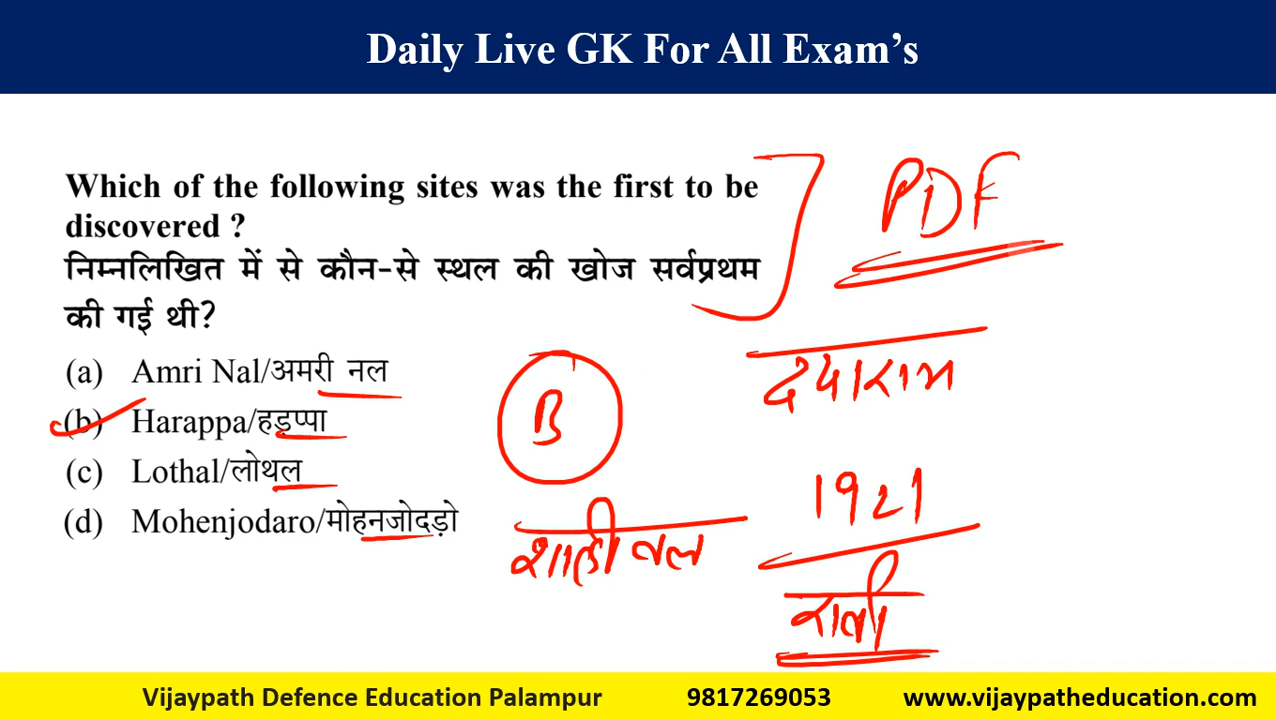 Daily Live GK For All Exam’s
Which of the following sites was the first to be
discovered ?
निम्नलिखित में से कौन-से स्थल की खोज सर्वप्रथम
की गई थी?
(a) Amri Nal/अमरी नल
(b) Harappa/हड़प्पा
(c) Lothal/लोथल
(d) Mohenjodaro/मोहनजोदड़ो
PDF
दयाराम
B
1921
रावी
Vijaypath Defence Education Palampur 9817269053 www.vijaypatheducation.com